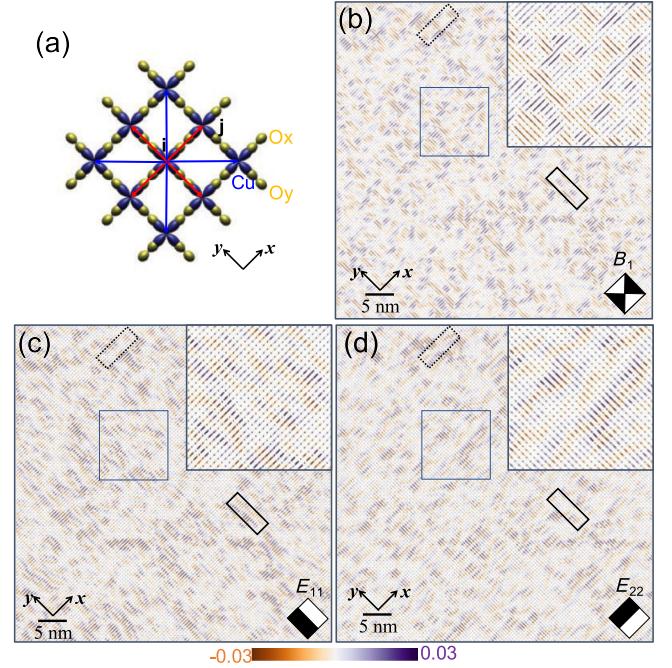 (a)
j
i
Ox
Cu
Oy
y x
(b)
y x
5 nm
B1
(c)
y x
5 nm
E11
(d)
y x
5 nm
E22
-0.03 0.03